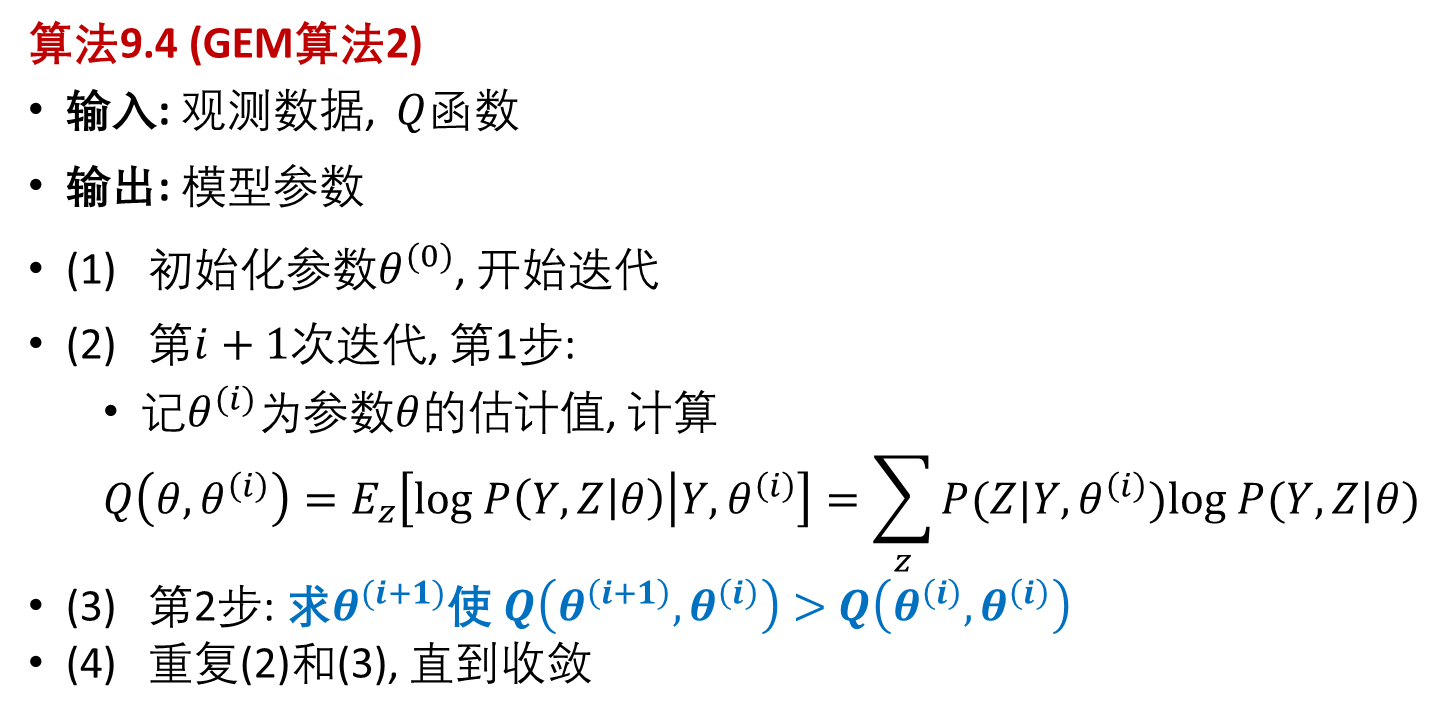 算法9.4 (GEM算法2)
• 输入: 观测数据, Q函数
• 输出: 模型参数
• (1) 初始化参数θ^(0), 开始迭代
• (2) 第i + 1次迭代, 第1步:
• 记θ^(i)为参数θ的估计值, 计算
Q(θ, θ^(i)) = E_z[log P(Y, Z|θ)|Y, θ^(i)] = ∑_z P(Z|Y, θ^(i))log P(Y, Z|θ)
• (3) 第2步: 求θ^(i+1)使 Q(θ^(i+1), θ^(i)) > Q(θ^(i), θ^(i))
• (4) 重复(2)和(3), 直到收敛